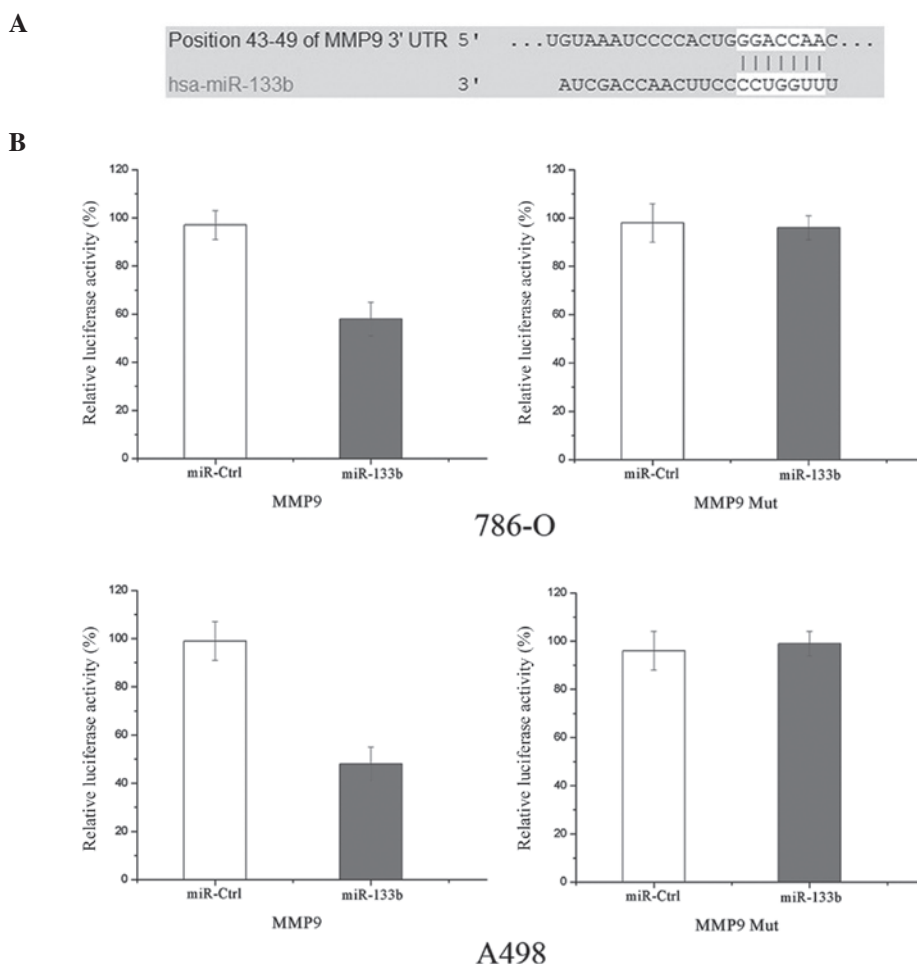 A
Position 43-49 of MMP9 3' UTR 5' ...UGUAAAUCCCCACUGGGACCAAC...
| | | | | | |
hsa-miR-133b 3' AUCGACCAACUUCCCCUGGUUU
B
Relative luciferase activity (%)
120
100
80
60
40
20
0
miR-Ctrl miR-133b
MMP9
Relative luciferase activity (%)
120
100
80
60
40
20
0
miR-Ctrl miR-133b
MMP9 Mut
786-O
Relative luciferase activity (%)
120
100
80
60
40
20
0
miR-Ctrl miR-133b
MMP9
Relative luciferase activity (%)
120
100
80
60
40
20
0
miR-Ctrl miR-133b
MMP9 Mut
A498